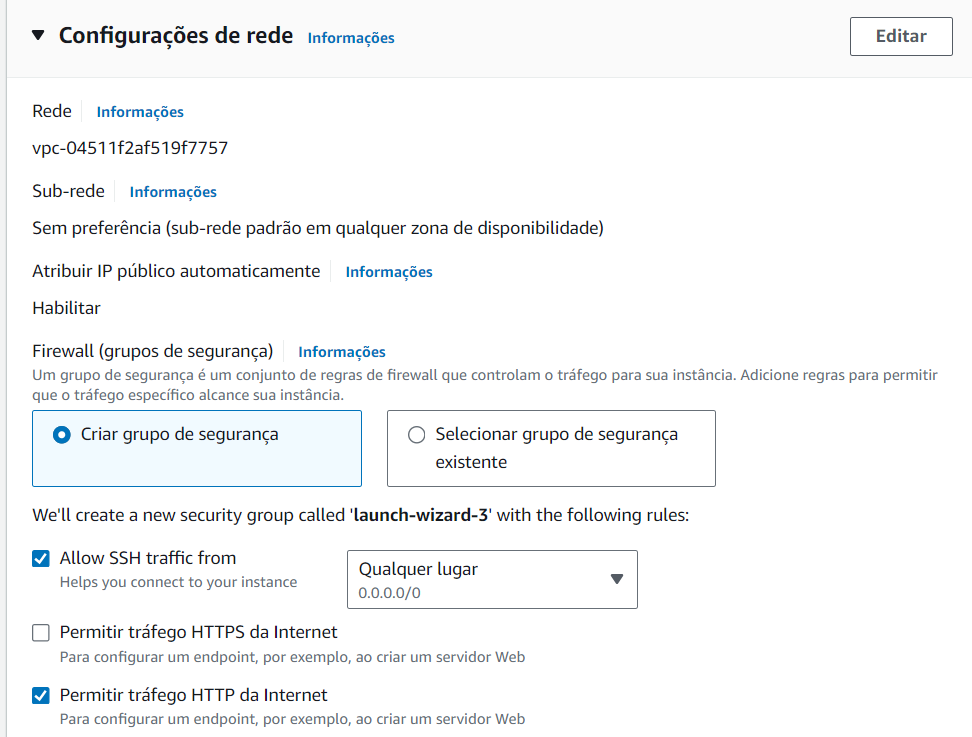 Configurações de rede Informações
Editar
Rede Informações
vpc-04511f2af519f7757
Sub-rede Informações
Sem preferência (sub-rede padrão em qualquer zona de disponibilidade)
Atribuir IP público automaticamente Informações
Habilitar
Firewall (grupos de segurança) Informações
Um grupo de segurança é um conjunto de regras de firewall que controlam o tráfego para sua instância. Adicione regras para permitir
que o tráfego específico alcance sua instância.
Criar grupo de segurança
Selecionar grupo de segurança
existente
We'll create a new security group called 'launch-wizard-3' with the following rules:
Allow SSH traffic from
Helps you connect to your instance
Qualquer lugar
0.0.0.0/0
Permitir tráfego HTTPS da Internet
Para configurar um endpoint, por exemplo, ao criar um servidor Web
Permitir tráfego HTTP da Internet
Para configurar um endpoint, por exemplo, ao criar um servidor Web